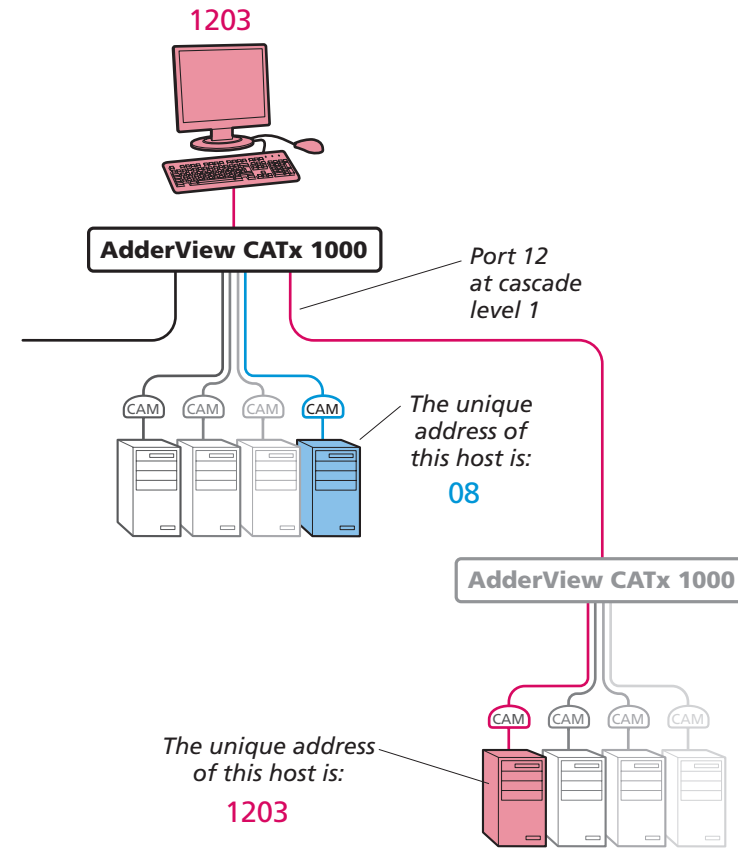 1203
AdderView CATx 1000
Port 12
at cascade
level 1
CAM CAM CAM CAM
The unique
address of
this host is:
08
AdderView CATx 1000
CAM CAM CAM CAM
The unique address
of this host is:
1203